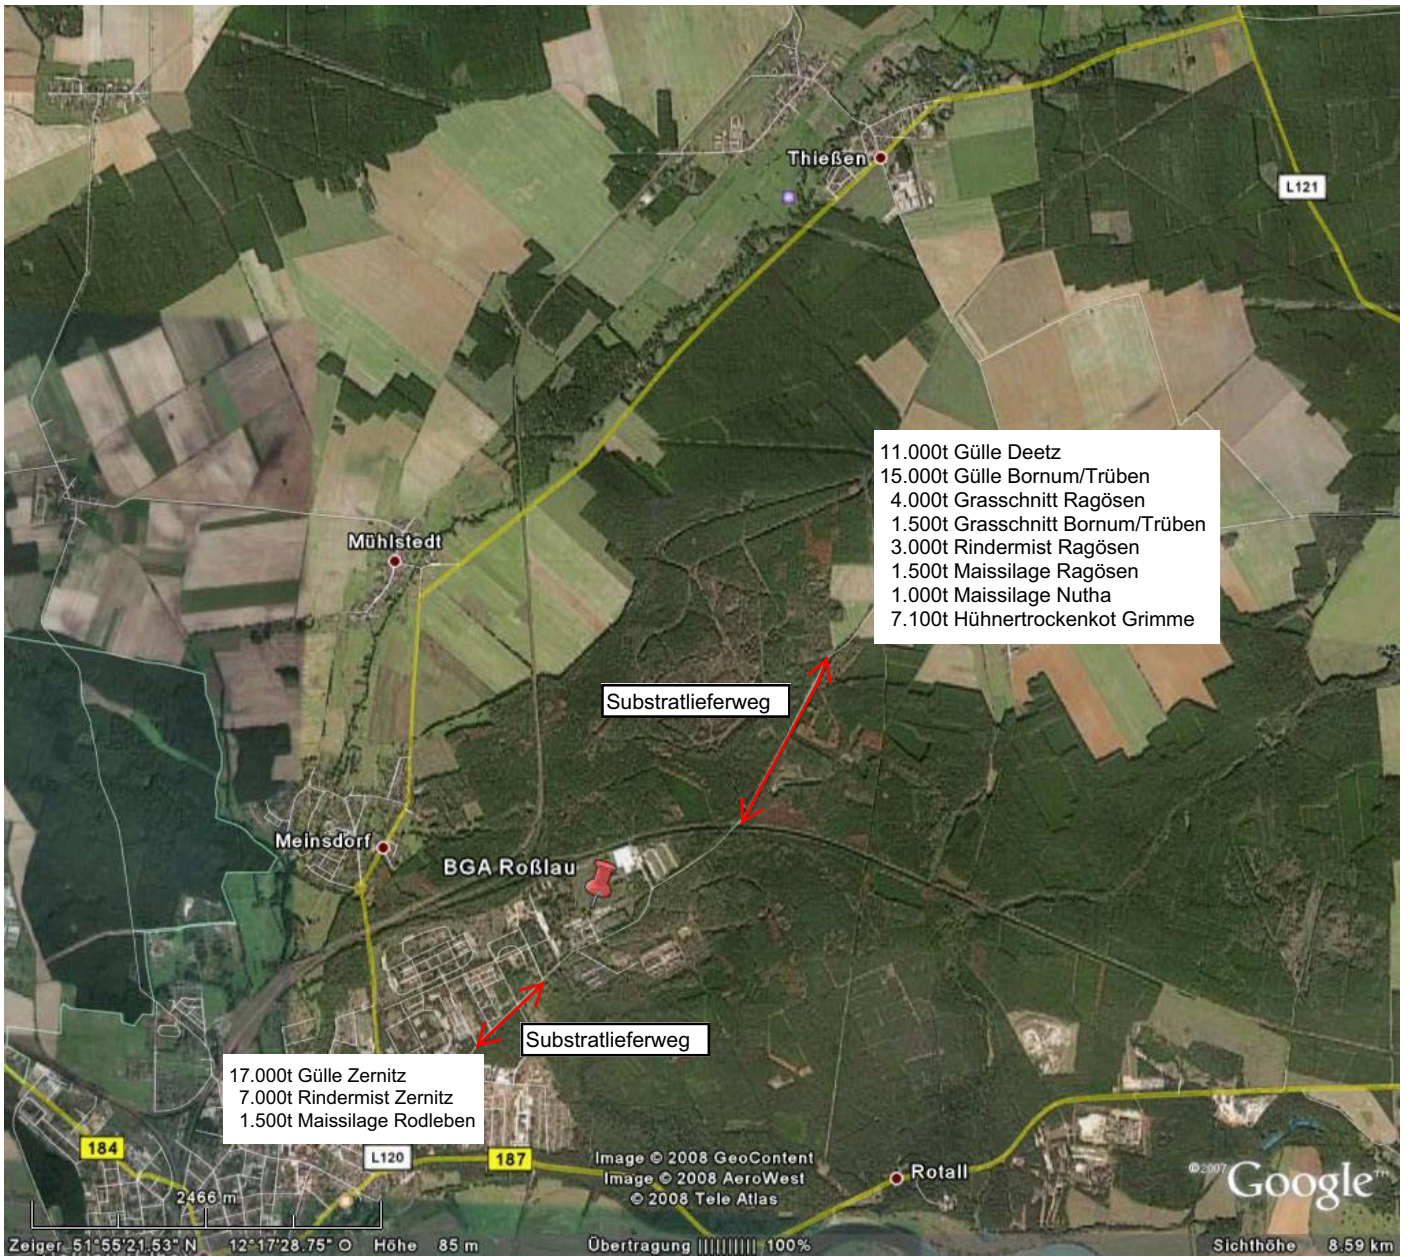 Thießen
L121
11.000t Gülle Deetz
15.000t Gülle Bornum/Trüben
4.000t Grasschnitt Ragösen
1.500t Grasschnitt Bornum/Trüben
3.000t Rindermist Ragösen
1.500t Maissilage Ragösen
1.000t Maissilage Nutha
7.100t Hühnertrockenkot Grimme
Mühlstedt
Substratlieferweg
Meinsdorf
BGA Roßlau
Substratlieferweg
17.000t Gülle Zernitz
7.000t Rindermist Zernitz
1.500t Maissilage Rodleben
184
L120
187
Image © 2008 GeoContent
Image © 2008 AeroWest
© 2008 Tele Atlas
Rotall
©2007 Google™
2466 m
Zeiger 51°55'21,53" N 12°17'28.75" O Höhe 85 m Übertragung |||||||||| 100% Sichthöhe 8,59 km